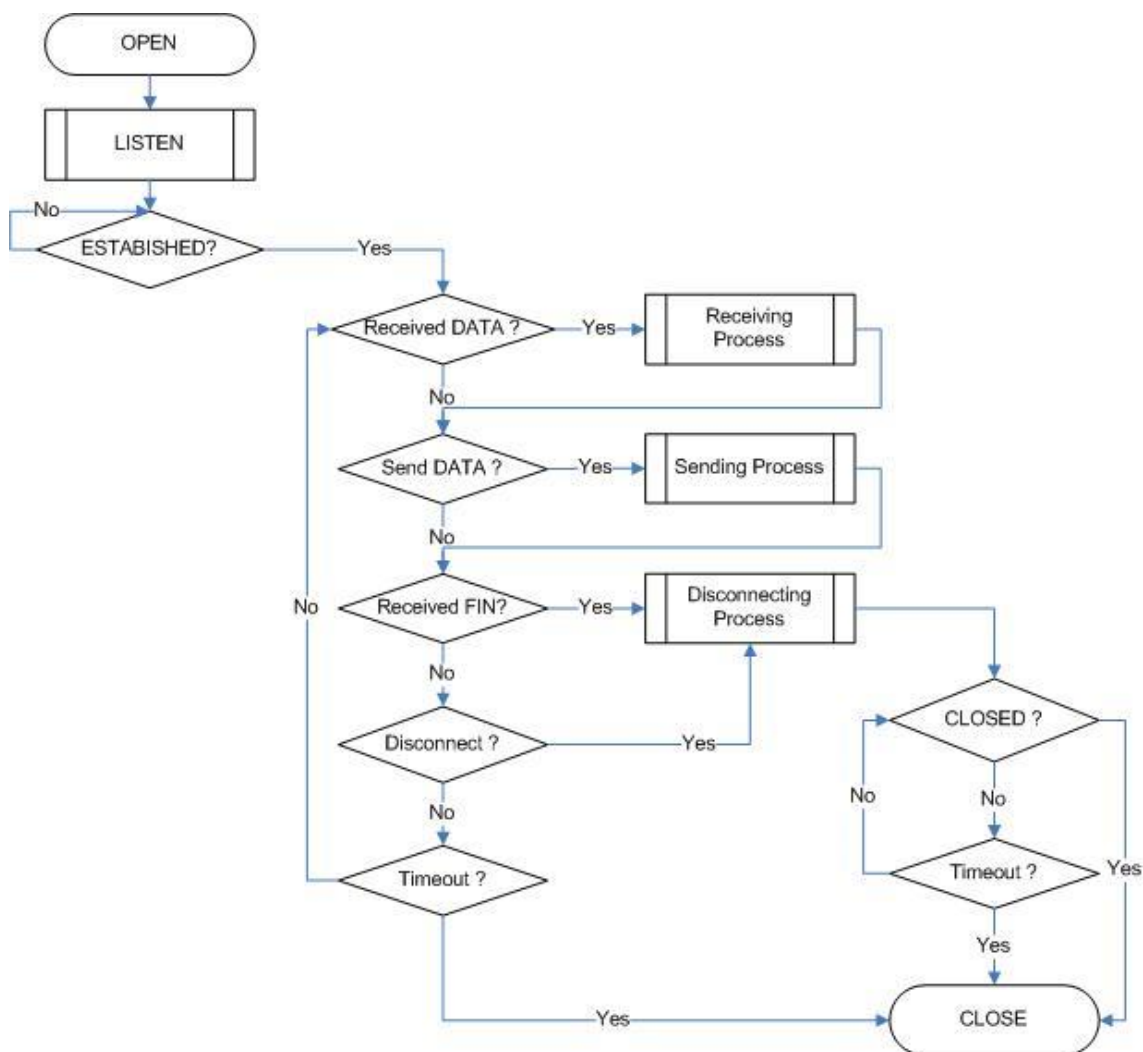 OPEN
LISTEN
No
ESTABISHED?
Yes
Received DATA ?
Yes
Receiving
Process
No
Send DATA ?
Yes
Sending Process
No
No
Received FIN?
Yes
Disconnecting
Process
No
Disconnect ?
Yes
CLOSED ?
No
No
No
Timeout ?
Timeout ?
Yes
Yes
Yes
CLOSE